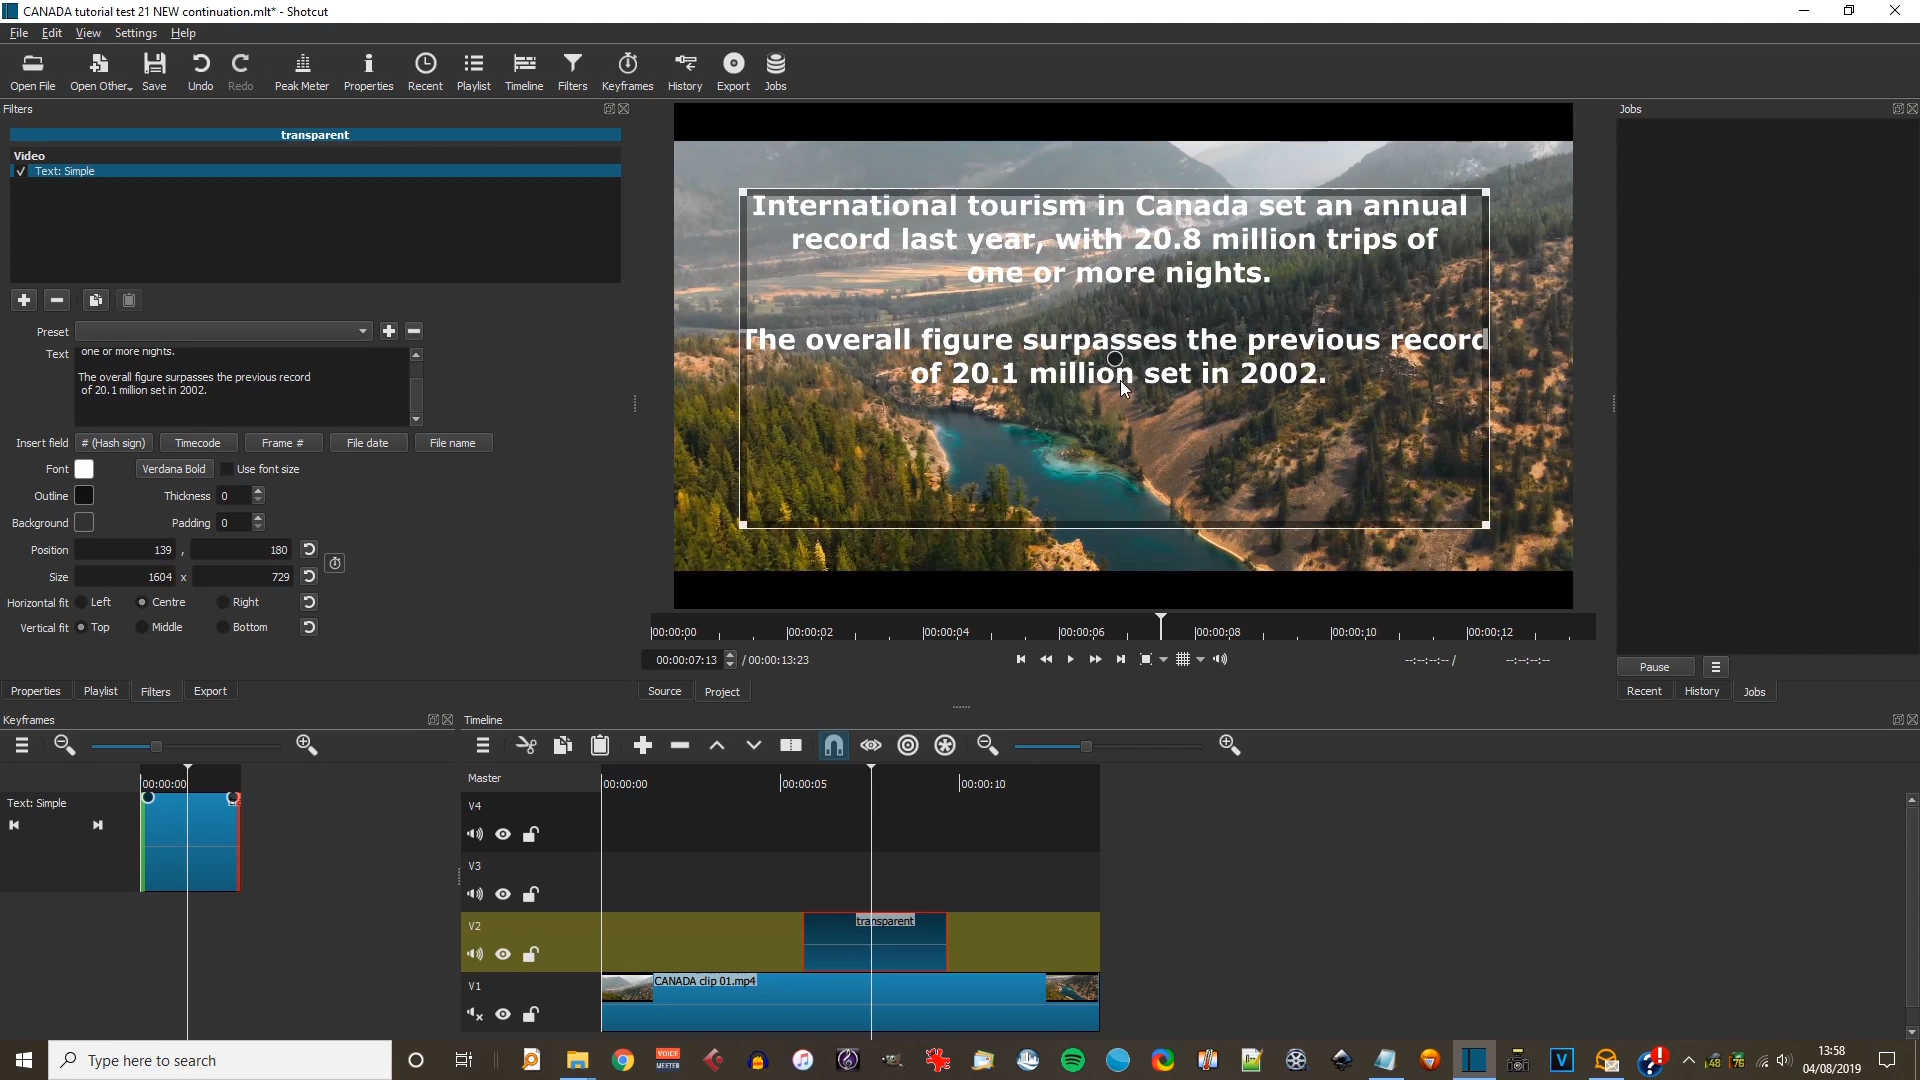 CANADA tutorial test 21 NEW continuation.mlt* - Shotcut
File Edit View Settings Help
Open File Open Other.. Save Undo Redo Peak Meter Properties Recent Playlist Timeline Filters Keyframes History Export Jobs
Filters
transparent
Video
Text: Simple
Preset
Text
one or more nights.
The overall figure surpasses the previous record
of 20.1 million set in 2002.
Insert field # (Hash sign) Timecode Frame # File date File name
Font Verdana Bold Use font size
Outline Thickness 0
Background Padding 0
Position 139 , 180
Size 1604 x 729
Horizontal fit Left Centre Right
Vertical fit Top Middle Bottom
Properties Playlist Filters Export
International tourism in Canada set an annual
record last year, with 20.8 million trips of
one or more nights.
The overall figure surpasses the previous record
of 20.1 million set in 2002.
00:00:00 00:00:02 00:00:04 00:00:06 00:00:08 00:00:10 00:00:12
00:00:07:13 / 00:00:13:23 --:--:--:-- / --:--:--:--
Source Project
Jobs
Pause
Recent History Jobs
Keyframes
00:00:00
Text: Simple
Timeline
Master
00:00:00 00:00:05 00:00:10
V4
V3
V2
transparent
V1
CANADA clip 01.mp4
Type here to search
VOICE
MEETER
V
48 76
13:58
04/08/2019